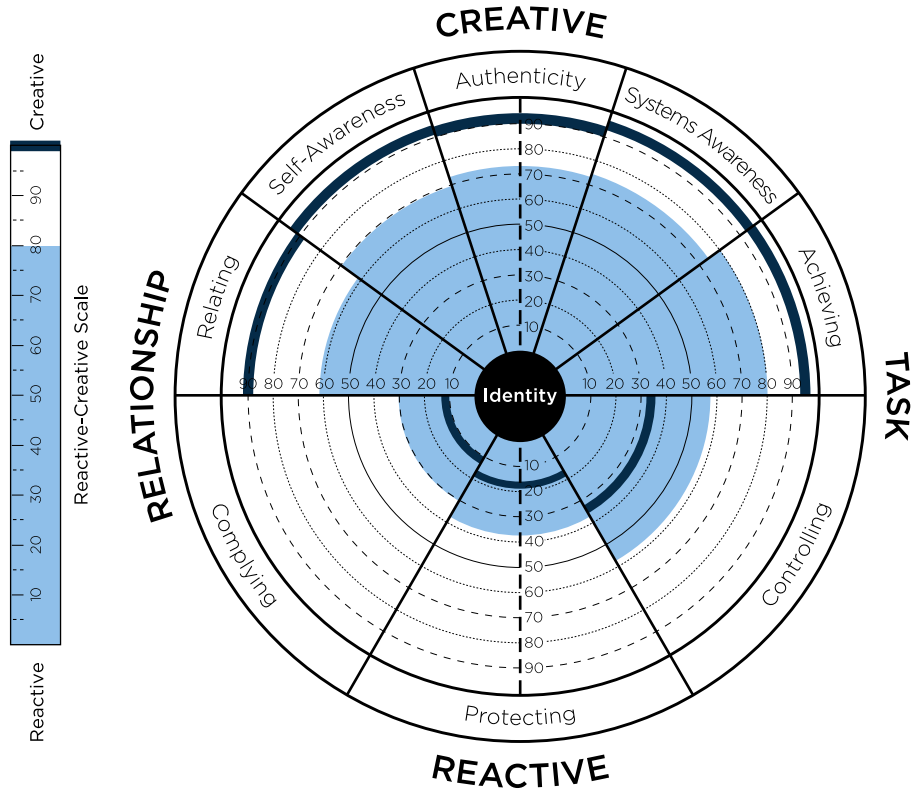 CREATIVE
Authenticity
Self-Awareness
Systems Awareness
Relating
Achieving
RELATIONSHIP
TASK
Identity
Complying
Controlling
Protecting
REACTIVE
90
80
70
60
50
40
30
20
10
90 80 70 60 50 40 30 20 10
10 20 30 40 50 60 70 80 90
10
20
30
40
50
60
70
80
90
Creative
90
80
70
60
50
40
30
20
10
Reactive
Reactive-Creative Scale